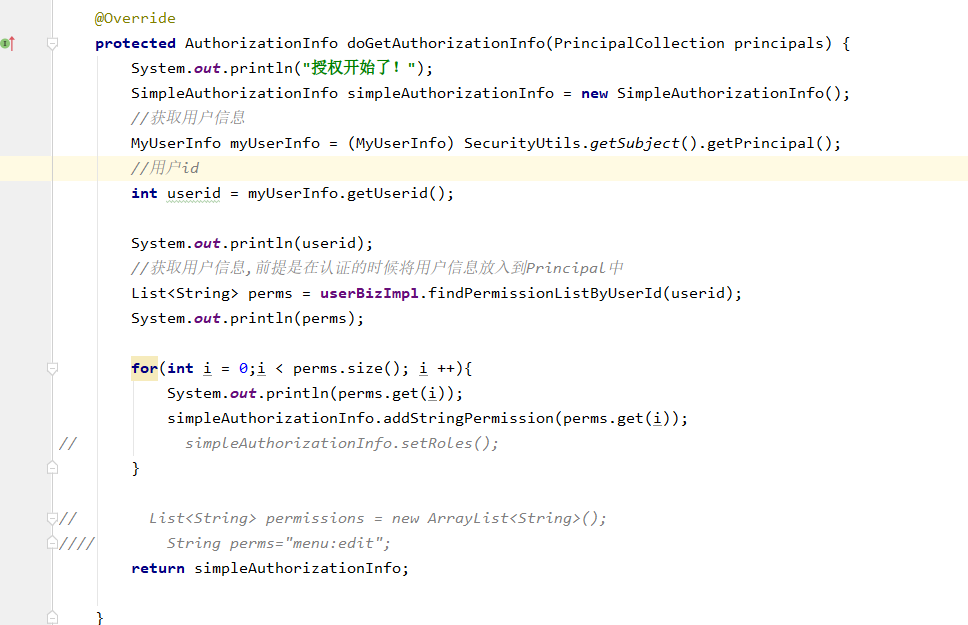 @Override
protected AuthorizationInfo doGetAuthorizationInfo(PrincipalCollection principals) {
System.out.println("授权开始了！");
SimpleAuthorizationInfo simpleAuthorizationInfo = new SimpleAuthorizationInfo();
//获取用户信息
MyUserInfo myUserInfo = (MyUserInfo) SecurityUtils.getSubject().getPrincipal();
//用户id
int userid = myUserInfo.getUserid();
System.out.println(userid);
//获取用户信息,前提是在认证的时候将用户信息放入到Principal中
List<String> perms = userBizImpl.findPermissionListByUserId(userid);
System.out.println(perms);
for(int i = 0;i < perms.size(); i ++){
System.out.println(perms.get(i));
simpleAuthorizationInfo.addStringPermission(perms.get(i));
// simpleAuthorizationInfo.setRoles();
}
// List<String> permissions = new ArrayList<String>();
//// String perms="menu:edit";
return simpleAuthorizationInfo;
}